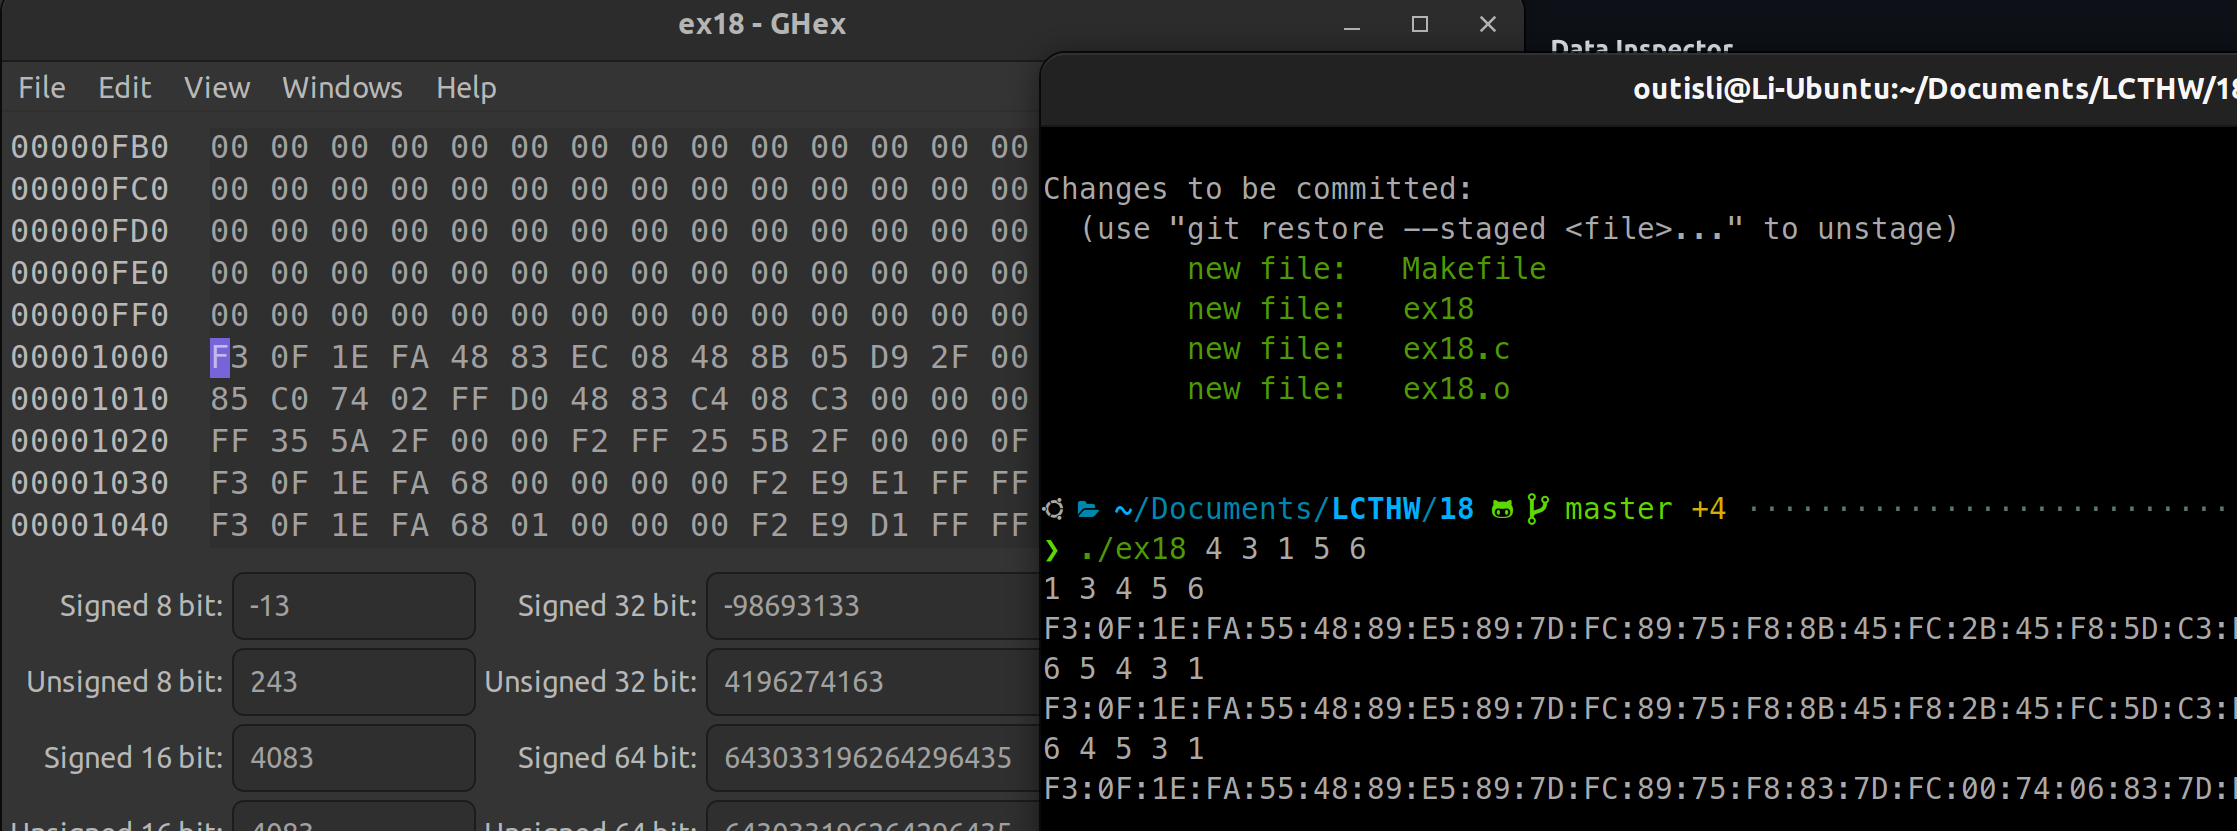 ex18 - GHex
File Edit View Windows Help
00000FB0 00 00 00 00 00 00 00 00 00 00 00 00 00 00
00000FC0 00 00 00 00 00 00 00 00 00 00 00 00 00 00
00000FD0 00 00 00 00 00 00 00 00 00 00 00 00 00 00
00000FE0 00 00 00 00 00 00 00 00 00 00 00 00 00 00
00000FF0 00 00 00 00 00 00 00 00 00 00 00 00 00 00
00001000 F3 0F 1E FA 48 83 EC 08 48 8B 05 D9 2F 00
00001010 85 C0 74 02 FF D0 48 83 C4 08 C3 00 00 00
00001020 FF 35 5A 2F 00 00 F2 FF 25 5B 2F 00 00 0F
00001030 F3 0F 1E FA 68 00 00 00 00 F2 E9 E1 FF FF
00001040 F3 0F 1E FA 68 01 00 00 00 F2 E9 D1 FF FF
Signed 8 bit: -13 Signed 32 bit: -98693133
Unsigned 8 bit: 243 Unsigned 32 bit: 4196274163
Signed 16 bit: 4083 Signed 64 bit: 643033196264296435
Unsigned 16 bit: 4083 Unsigned 64 bit: 643033196264296435
Data Inspector
outisli@Li-Ubuntu:~/Documents/LCTHW/18
Changes to be committed:
(use "git restore --staged <file>..." to unstage)
new file: Makefile
new file: ex18
new file: ex18.c
new file: ex18.o
~/Documents/LCTHW/18 master +4 ···························
❯ ./ex18 4 3 1 5 6
1 3 4 5 6
F3:0F:1E:FA:55:48:89:E5:89:7D:FC:89:75:F8:8B:45:FC:2B:45:F8:5D:C3:
6 5 4 3 1
F3:0F:1E:FA:55:48:89:E5:89:7D:FC:89:75:F8:8B:45:F8:2B:45:FC:5D:C3:
6 4 5 3 1
F3:0F:1E:FA:55:48:89:E5:89:7D:FC:89:75:F8:83:7D:FC:00:74:06:83:7D: